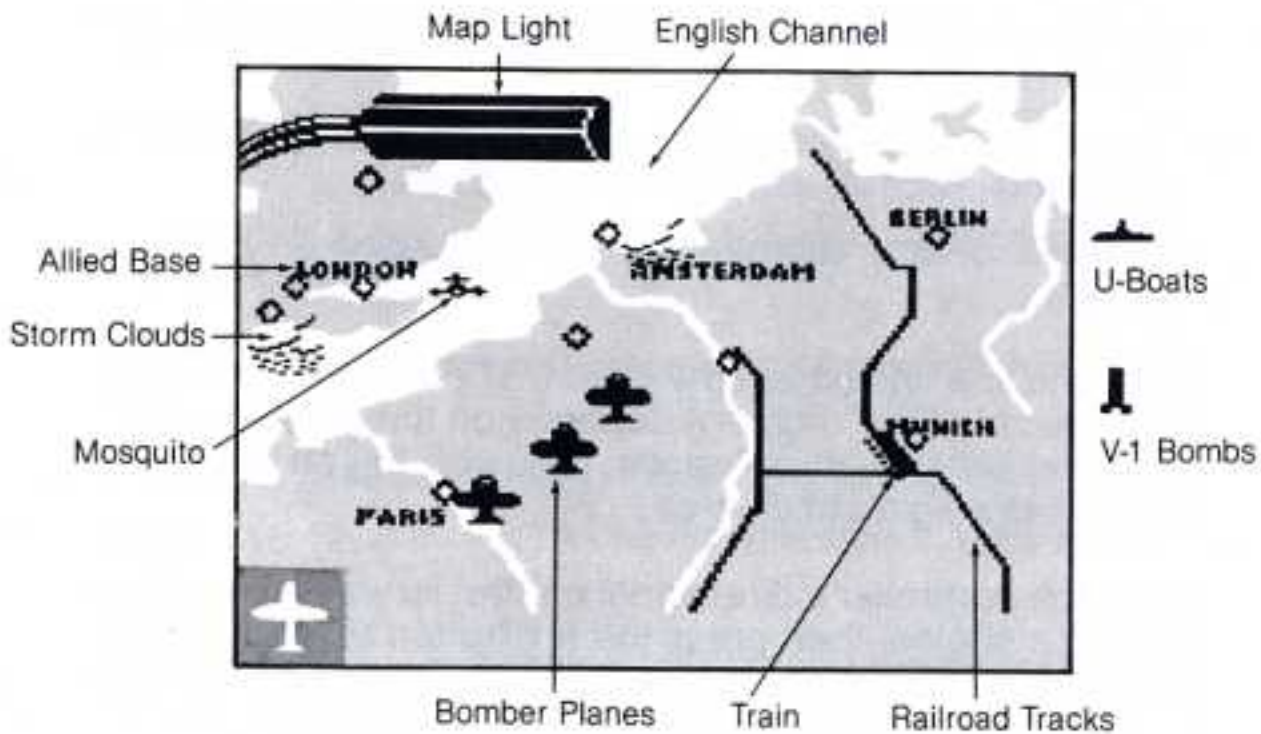 Map Light
English Channel
BERLIN
Allied Base
LONDON
AMSTERDAM
U-Boats
Storm Clouds
MUNICH
Mosquito
V-1 Bombs
PARIS
Bomber Planes
Train
Railroad Tracks